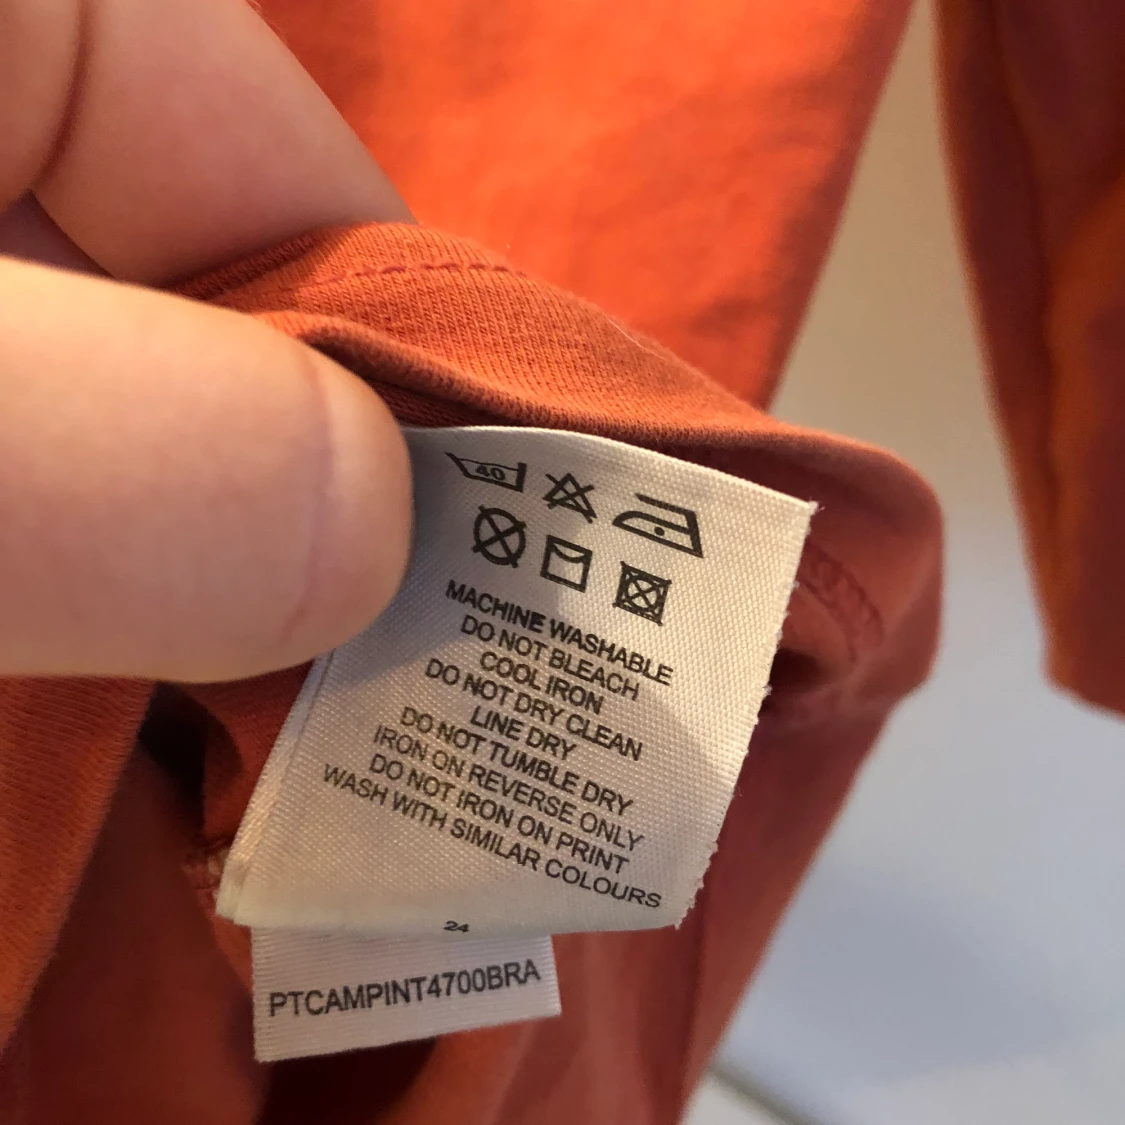 40
MACHINE WASHABLE
DO NOT BLEACH
COOL IRON
DO NOT DRY CLEAN
LINE DRY
DO NOT TUMBLE DRY
IRON ON REVERSE ONLY
DO NOT IRON ON PRINT
WASH WITH SIMILAR COLOURS
24
PTCAMPINT4700BRA